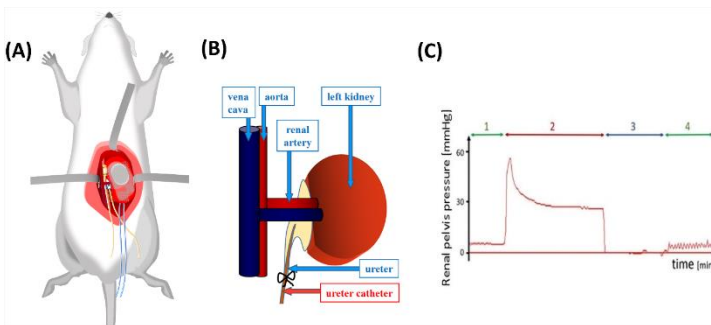 (A)
(B)
vena
cava
aorta
renal
artery
left kidney
ureter
ureter catheter
(C)
1 2 3 4
Renal pelvis pressure [mmHg]
60
30
0
time [min